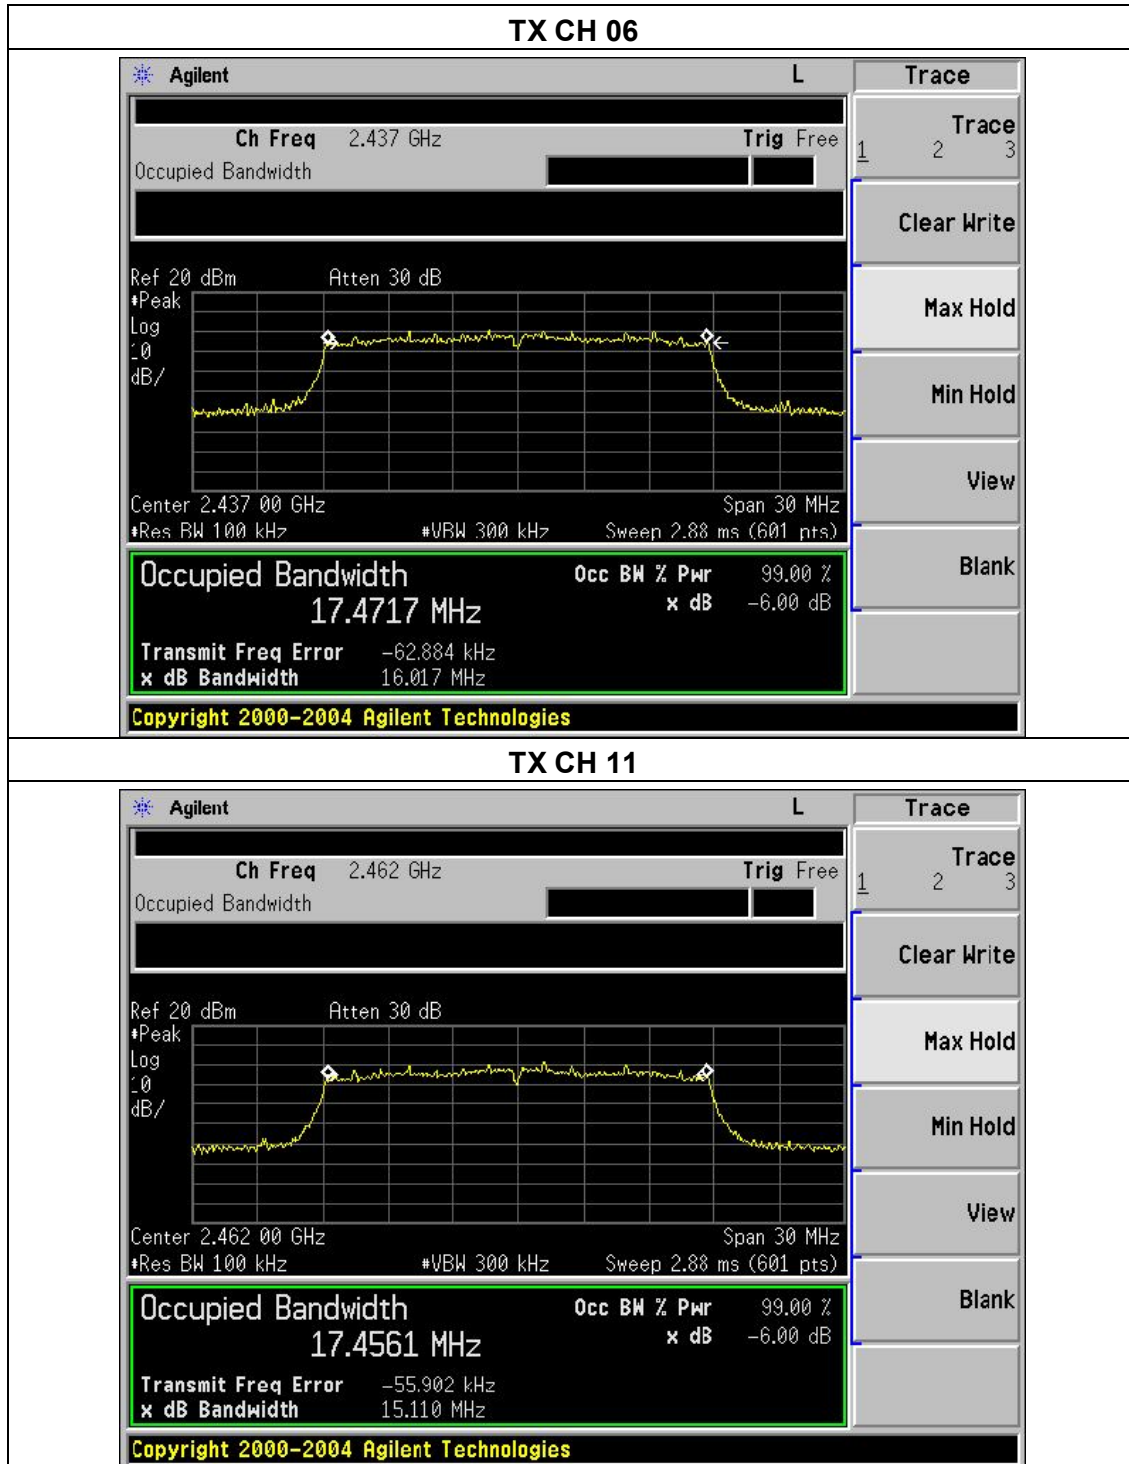 TX CH 06
Agilent L Trace
Ch Freq 2.437 GHz Trig Free
Occupied Bandwidth
Trace
1 2 3
Clear Write
Max Hold
Min Hold
View
Blank
Ref 20 dBm Atten 30 dB
#Peak
Log
10
dB/
Center 2.437 00 GHz Span 30 MHz
#Res BW 100 kHz #VBW 300 kHz Sweep 2.88 ms (601 pts)
Occupied Bandwidth Occ BW % Pwr 99.00 %
17.4717 MHz x dB -6.00 dB
Transmit Freq Error -62.884 kHz
x dB Bandwidth 16.017 MHz
Copyright 2000-2004 Agilent Technologies
TX CH 11
Agilent L Trace
Ch Freq 2.462 GHz Trig Free
Occupied Bandwidth
Trace
1 2 3
Clear Write
Max Hold
Min Hold
View
Blank
Ref 20 dBm Atten 30 dB
#Peak
Log
10
dB/
Center 2.462 00 GHz Span 30 MHz
#Res BW 100 kHz #VBW 300 kHz Sweep 2.88 ms (601 pts)
Occupied Bandwidth Occ BW % Pwr 99.00 %
17.4561 MHz x dB -6.00 dB
Transmit Freq Error -55.902 kHz
x dB Bandwidth 15.110 MHz
Copyright 2000-2004 Agilent Technologies